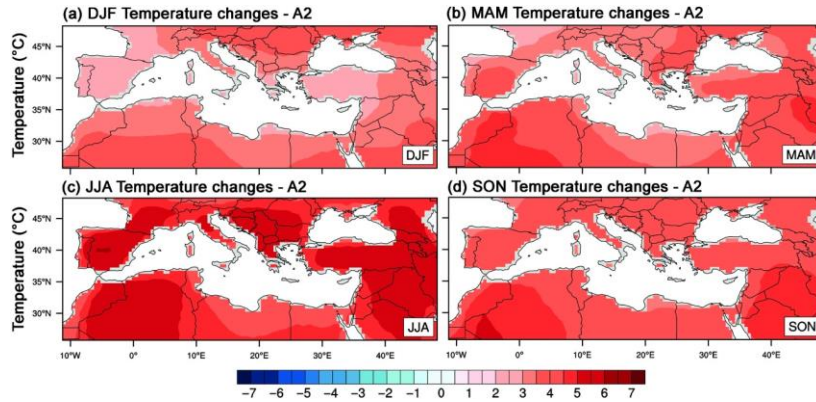 (a) DJF Temperature changes - A2
(b) MAM Temperature changes - A2
Temperature (°C)
45°N
40°N
35°N
30°N
DJF
MAM
(c) JJA Temperature changes - A2
(d) SON Temperature changes - A2
Temperature (°C)
45°N
40°N
35°N
30°N
JJA
SON
10°W 0° 10°E 20°E 30°E 40°E 10°W 0° 10°E 20°E 30°E 40°E
-7 -6 -5 -4 -3 -2 -1 0 1 2 3 4 5 6 7